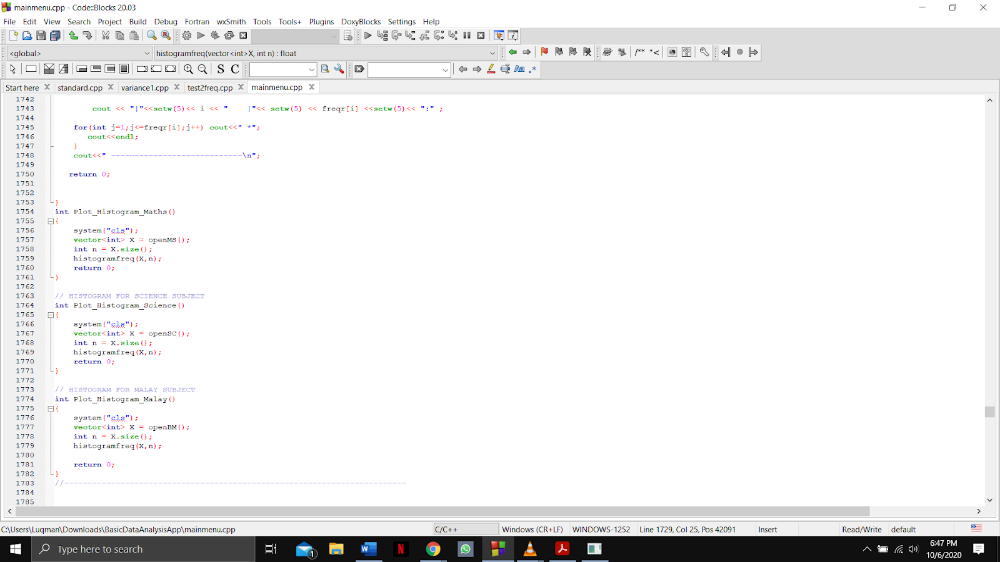 mainmenu.cpp - Code::Blocks 20.03
File Edit View Search Project Build Debug Fortran wxSmith Tools Tools+ Plugins DoxyBlocks Settings Help
<global> histogramfreq(vector<int>X, int n) : float
/** *<
S C Aa .*
Start here standard.cpp variance1.cpp test2freq.cpp mainmenu.cpp
1742
1743 cout << "|"<<setw(5)<< i << "    |"<< setw(5) << freqr[i] <<setw(5)<< ":" ;
1744
1745 for(int j=1;j<=freqr[i];j++) cout<<" *";
1746 cout<<endl;
1747 }
1748 cout<<" ----------------------------\n";
1749
1750 return 0;
1751
1752
1753 }
1754 int Plot_Histogram_Maths()
1755 {
1756 system("cls");
1757 vector<int> X = openMS();
1758 int n = X.size();
1759 histogramfreq(X,n);
1760 return 0;
1761 }
1762
1763 // HISTOGRAM FOR SCIENCE SUBJECT
1764 int Plot_Histogram_Science()
1765 {
1766 system("cls");
1767 vector<int> X = openSC();
1768 int n = X.size();
1769 histogramfreq(X,n);
1770 return 0;
1771 }
1772
1773 // HISTOGRAM FOR MALAY SUBJECT
1774 int Plot_Histogram_Malay()
1775 {
1776 system("cls");
1777 vector<int> X = openBM();
1778 int n = X.size();
1779 histogramfreq(X,n);
1780
1781 return 0;
1782 }
1783 //-------------------------------------------------------------------------
1784
1785
C:\Users\Luqman\Downloads\BasicDataAnalysisApp\mainmenu.cpp C/C++ Windows (CR+LF) WINDOWS-1252 Line 1729, Col 25, Pos 42091 Insert Read/Write default
Type here to search 1 6:47 PM
10/6/2020